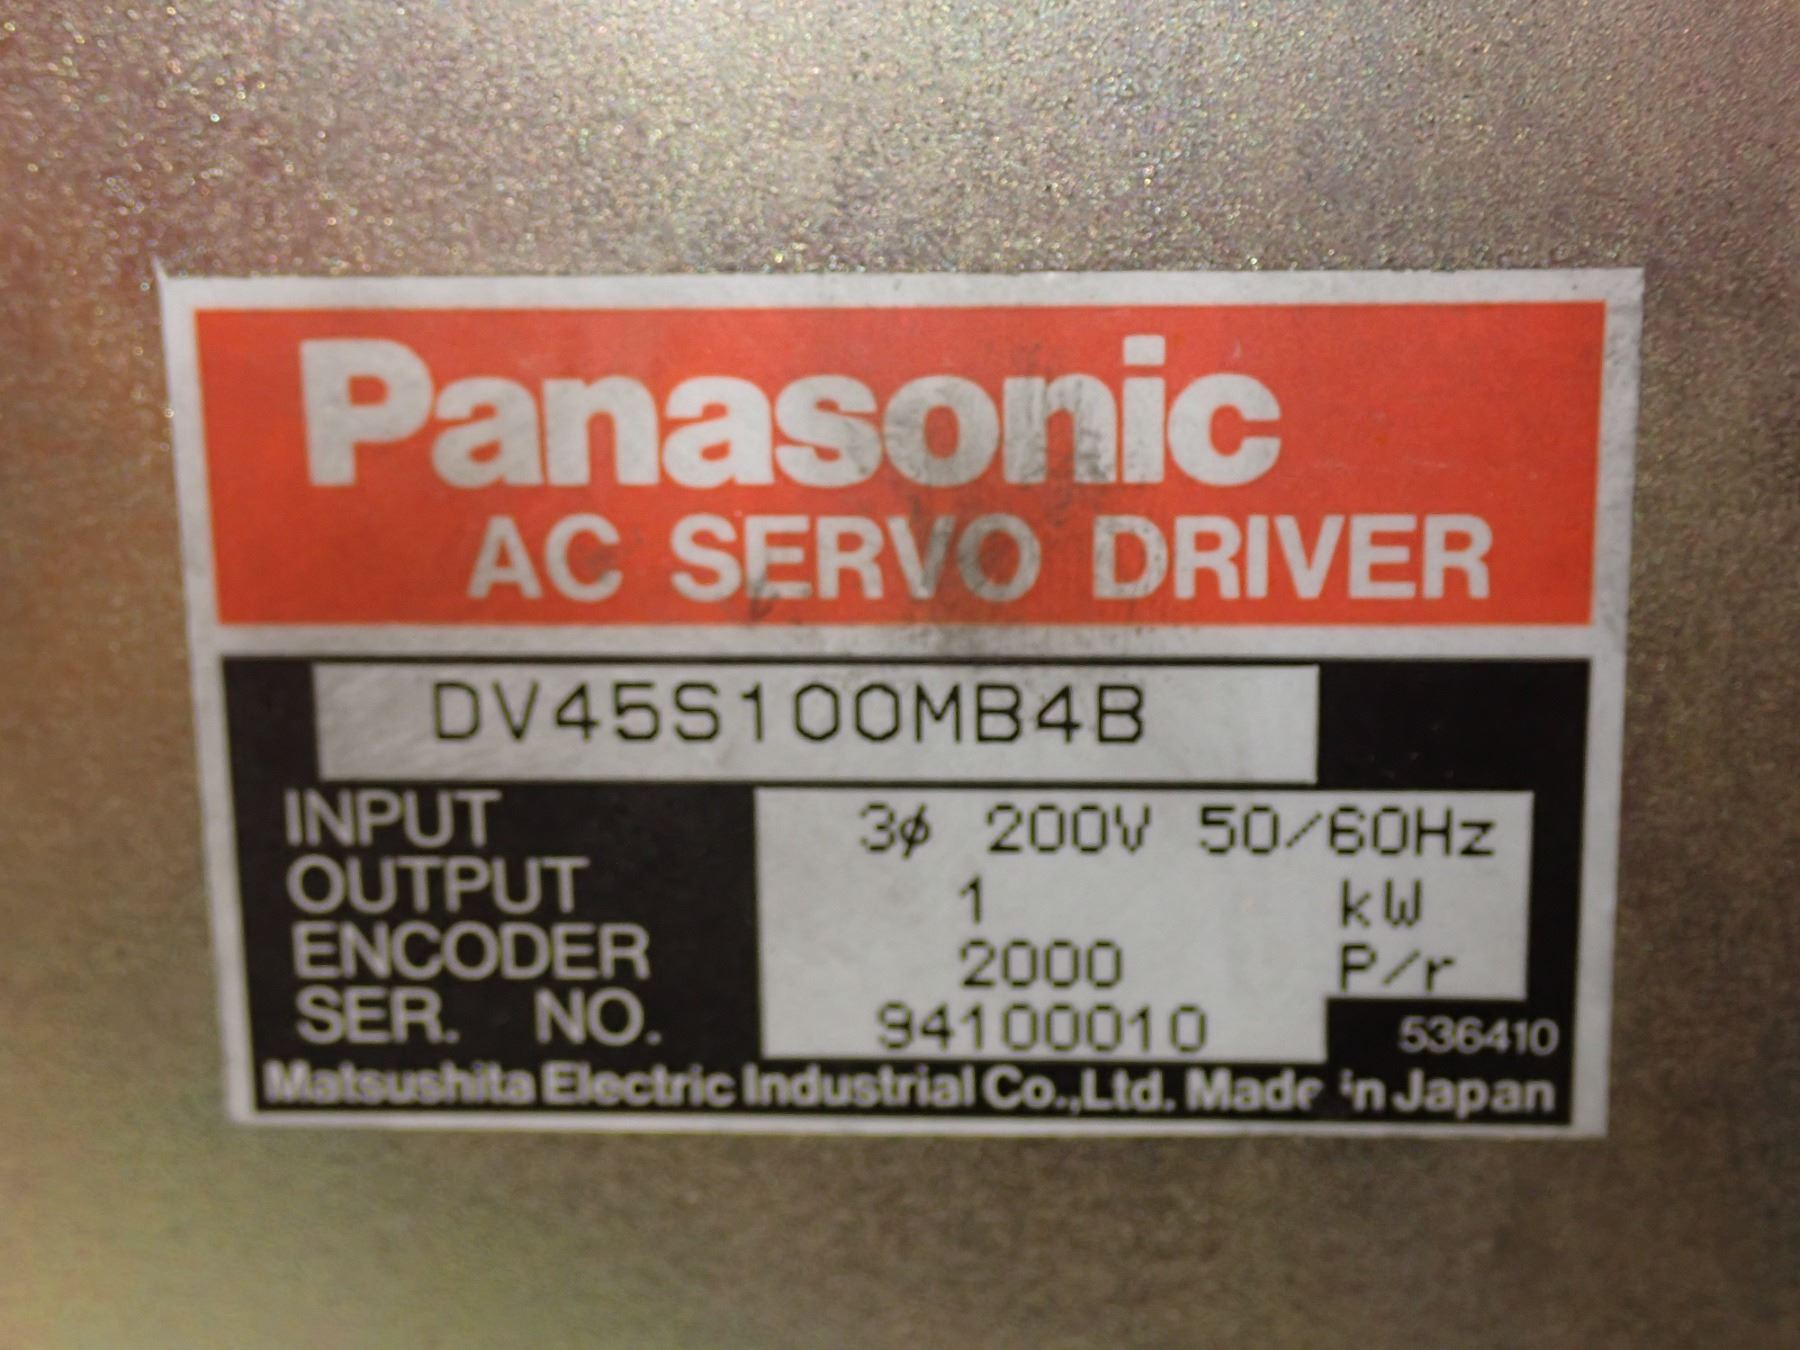 Panasonic
AC SERVO DRIVER
DV45S100MB4B
INPUT 3φ 200V 50/60Hz
OUTPUT 1 kW
ENCODER 2000 P/r
SER. NO. 94100010 536410
Matsushita Electric Industrial Co.,Ltd. Made in Japan